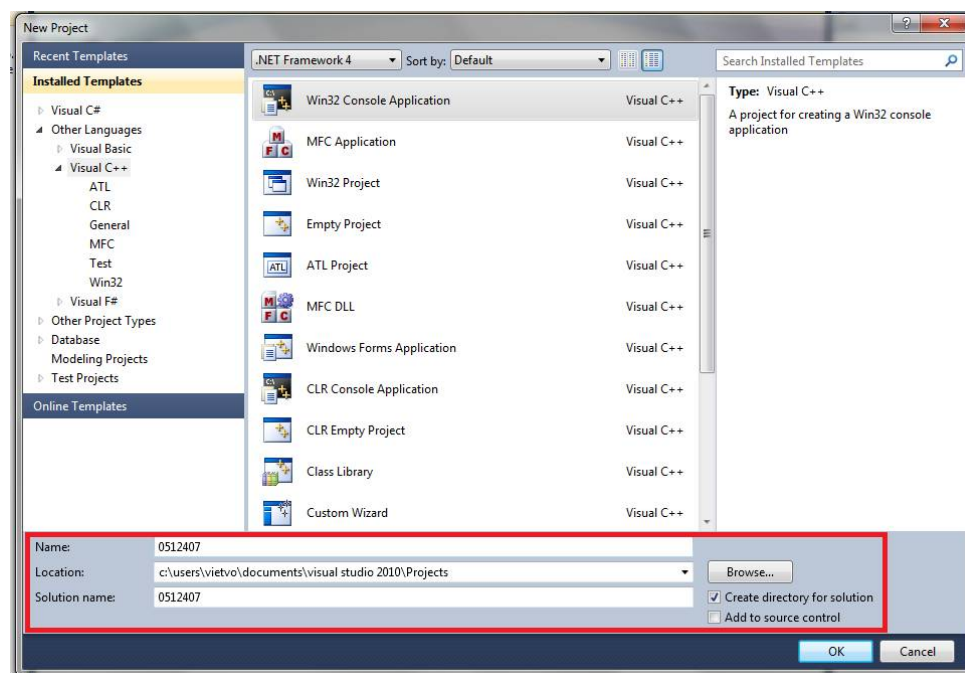 New Project
Recent Templates
Installed Templates
Visual C#
Other Languages
Visual Basic
Visual C++
ATL
CLR
General
MFC
Test
Win32
Visual F#
Other Project Types
Database
Modeling Projects
Test Projects
Online Templates
.NET Framework 4 Sort by: Default
Win32 Console Application Visual C++
MFC Application Visual C++
Win32 Project Visual C++
Empty Project Visual C++
ATL Project Visual C++
MFC DLL Visual C++
Windows Forms Application Visual C++
CLR Console Application Visual C++
CLR Empty Project Visual C++
Class Library Visual C++
Custom Wizard Visual C++
Search Installed Templates
Type: Visual C++
A project for creating a Win32 console
application
Name: 0512407
Location: c:\users\vietvo\documents\visual studio 2010\Projects Browse...
Solution name: 0512407 Create directory for solution
Add to source control
OK Cancel